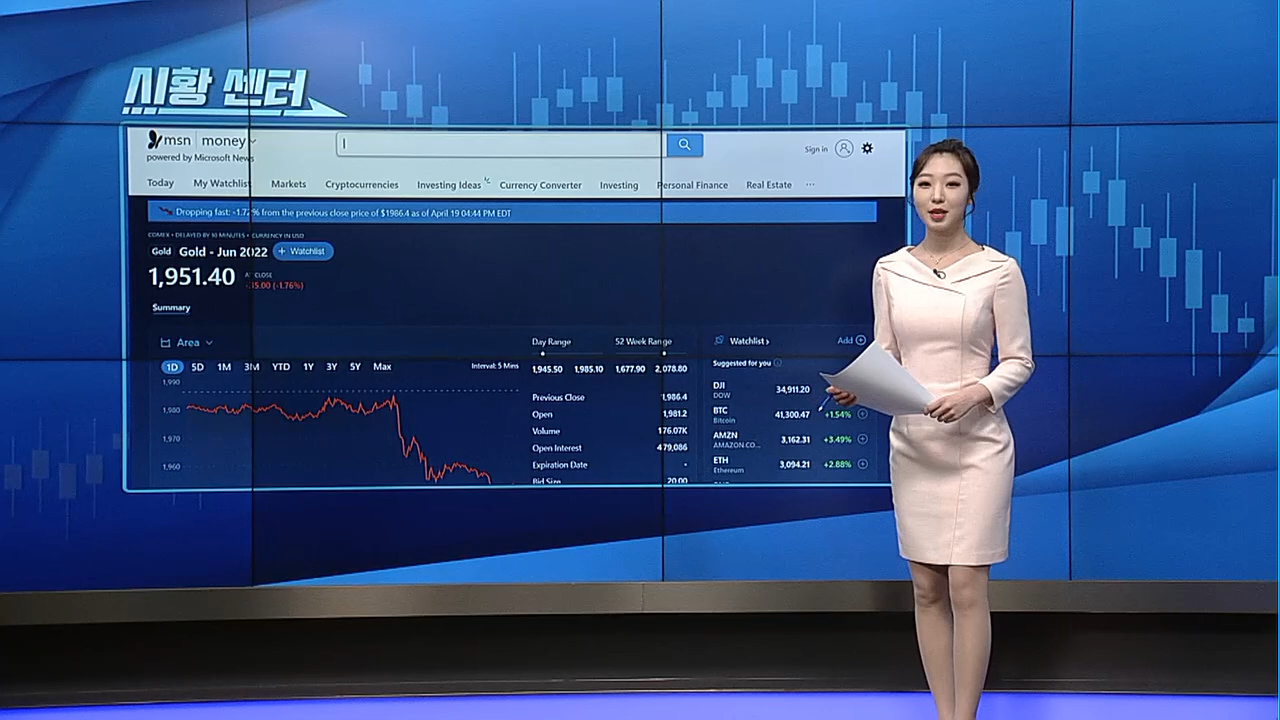 시황 센터
msn money
powered by Microsoft News
Sign in
Today My Watchlist Markets Cryptocurrencies Investing Ideas Currency Converter Investing Personal Finance Real Estate ...
Dropping fast: -1.72% from the previous close price of $1986.4 as of April 19 04:44 PM EDT
COMEX • DELAYED BY 10 MINUTES • CURRENCY IN USD
Gold Gold - Jun 2022 + Watchlist
1,951.40
AT CLOSE
-35.00 (-1.76%)
Summary
Area
1D 5D 1M 3M YTD 1Y 3Y 5Y Max
Interval: 5 Mins
1,990
1,980
1,970
1,960
Day Range 52 Week Range
1,945.50 1,985.10 1,677.90 2,078.80
Previous Close 1,986.4
Open 1,981.2
Volume 176.07K
Open Interest 479,086
Expiration Date -
Bid Size 20.00
Watchlist Add
Suggested for you
DJI 34,911.20
DOW
BTC 41,300.47 +1.54%
Bitcoin
AMZN 3,162.31 +3.49%
AMAZON.CO...
ETH 3,094.21 +2.88%
Ethereum